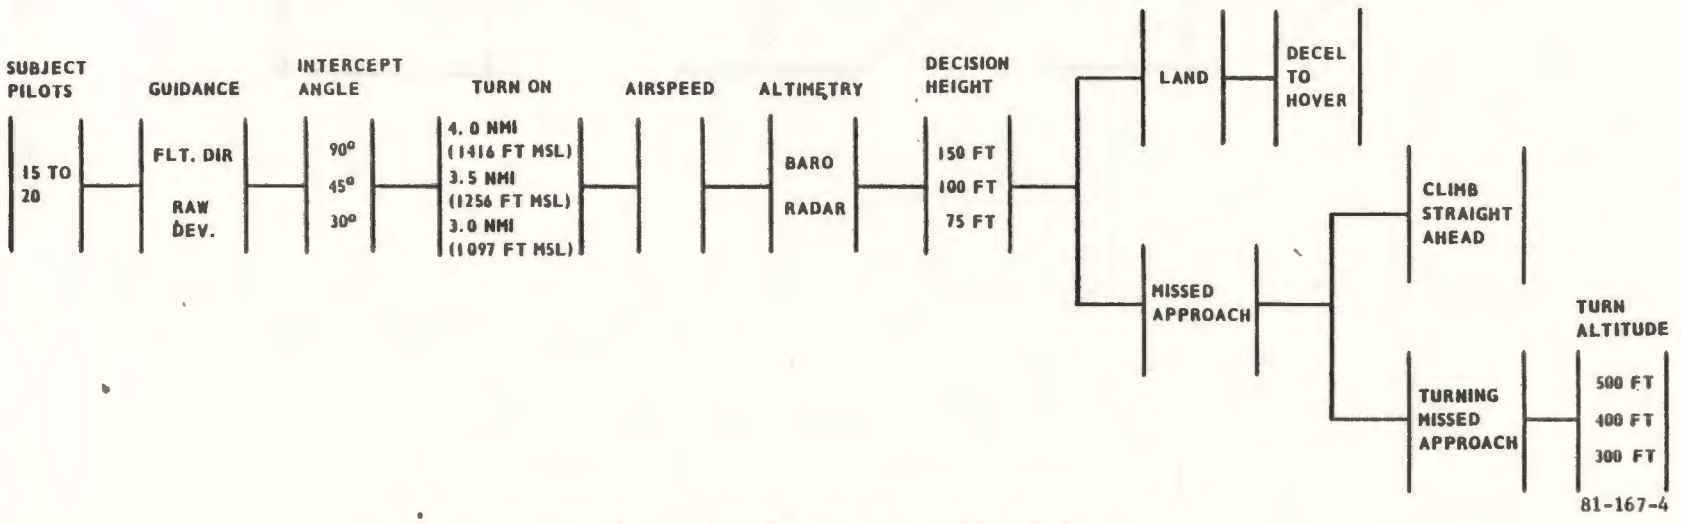 SUBJECT
PILOTS
15 TO
20
GUIDANCE
FLT. DIR
RAW
DEV.
INTERCEPT
ANGLE
90°
45°
30°
TURN ON
4.0 NMI
(1416 FT MSL)
3.5 NMI
(1256 FT MSL)
3.0 NMI
(1097 FT MSL)
AIRSPEED
ALTIMETRY
BARO
RADAR
DECISION
HEIGHT
150 FT
100 FT
75 FT
LAND
DECEL
TO
HOVER
MISSED
APPROACH
CLIMB
STRAIGHT
AHEAD
TURNING
MISSED
APPROACH
TURN
ALTITUDE
500 FT
400 FT
300 FT
81-167-4